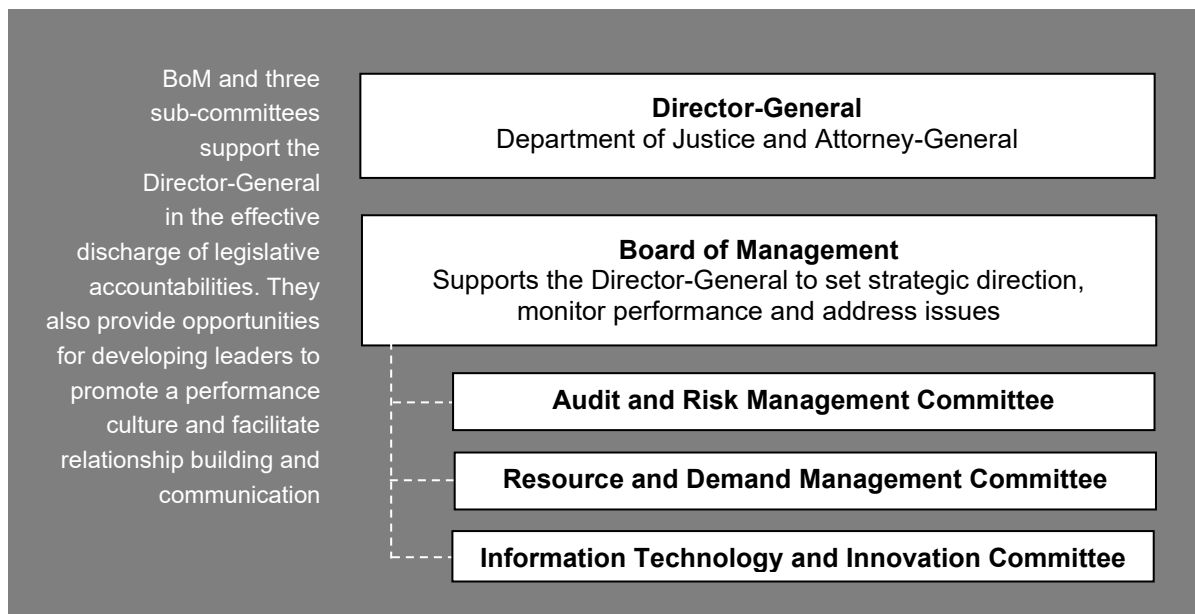 BoM and three
sub-committees
support the
Director-General
in the effective
discharge of legislative
accountabilities. They
also provide opportunities
for developing leaders to
promote a performance
culture and facilitate
relationship building and
communication
Director-General
Department of Justice and Attorney-General
Board of Management
Supports the Director-General to set strategic direction,
monitor performance and address issues
Audit and Risk Management Committee
Resource and Demand Management Committee
Information Technology and Innovation Committee